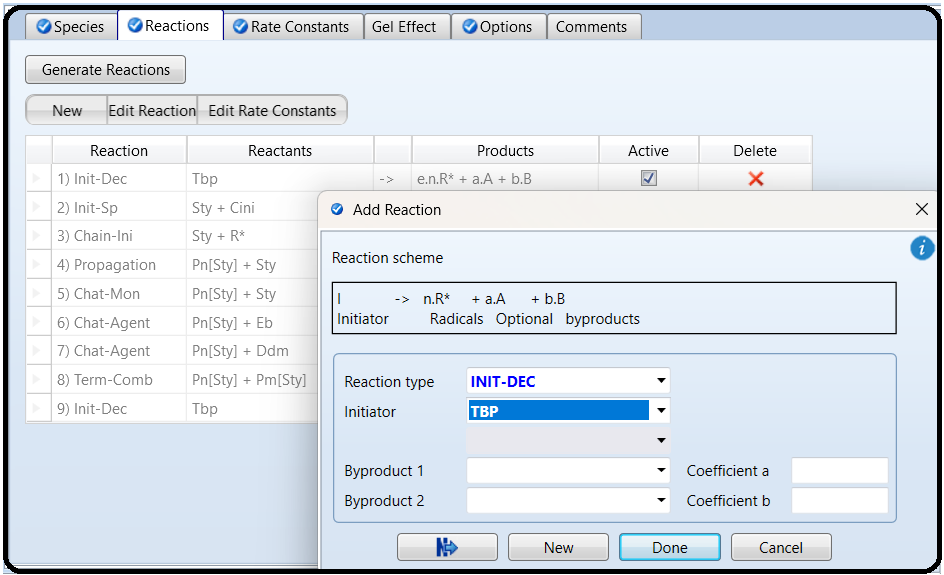 Species Reactions Rate Constants Gel Effect Options Comments
Generate Reactions
New Edit Reaction Edit Rate Constants
Reaction Reactants Products Active Delete
1) Init-Dec Tbp -> e.n.R* + a.A + b.B
2) Init-Sp Sty + Cini
3) Chain-Ini Sty + R*
4) Propagation Pn[Sty] + Sty
5) Chat-Mon Pn[Sty] + Sty
6) Chat-Agent Pn[Sty] + Eb
7) Chat-Agent Pn[Sty] + Ddm
8) Term-Comb Pn[Sty] + Pm[Sty]
9) Init-Dec Tbp
Add Reaction
i
Reaction scheme
I -> n.R* + a.A + b.B
Initiator Radicals Optional byproducts
Reaction type INIT-DEC
Initiator TBP
Byproduct 1 Coefficient a
Byproduct 2 Coefficient b
N New Done Cancel